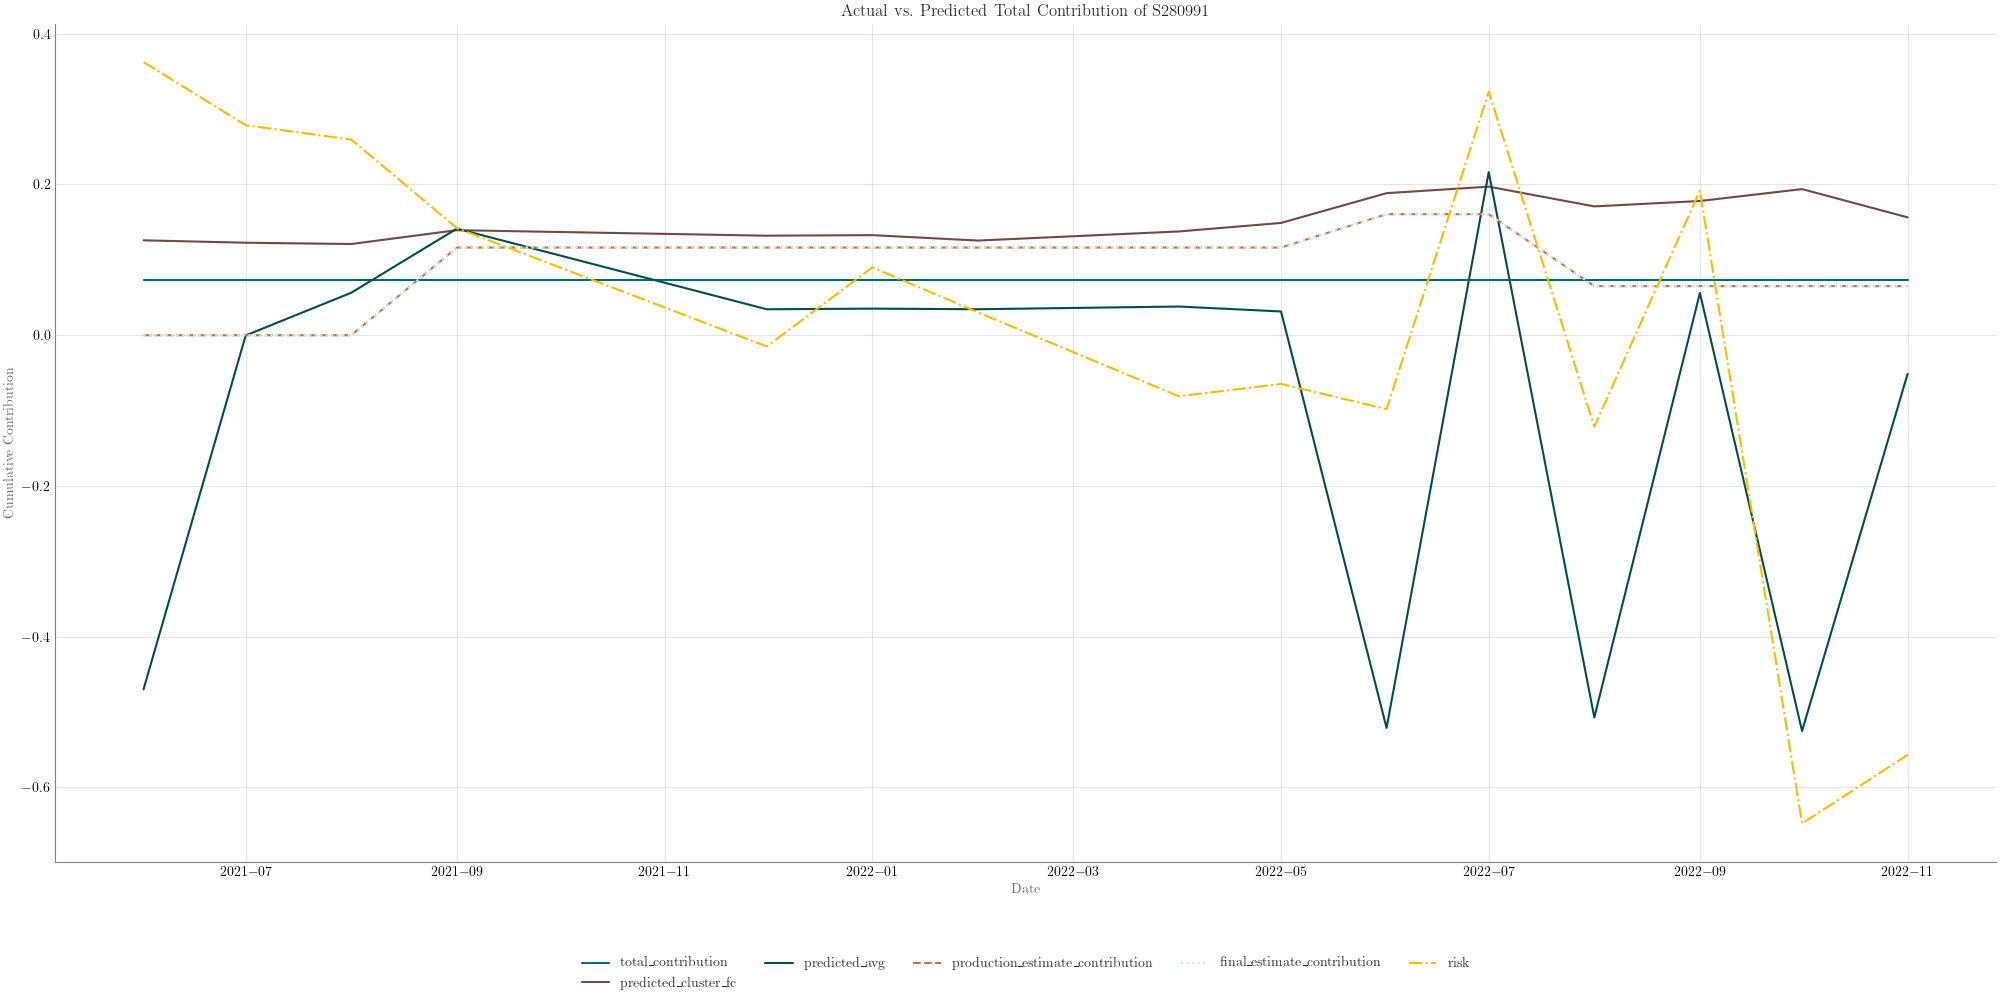 Actual vs. Predicted Total Contribution of S280991
0.4
0.2
0.0
−0.2
−0.4
−0.6
Cumulative Contribution
2021−07 2021−09 2021−11 2022−01 2022−03 2022−05 2022−07 2022−09 2022−11
Date
total_contribution predicted_avg production_estimate_contribution final_estimate_contribution risk
predicted_cluster_fc